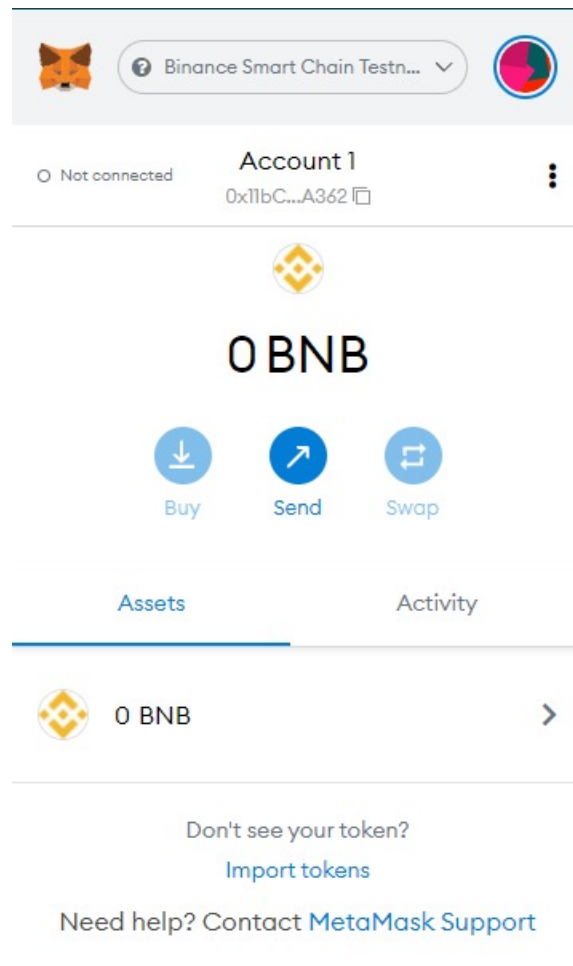 Binance Smart Chain Testn...
Not connected
Account 1
0x11bC...A362
0 BNB
Buy Send Swap
Assets Activity
0 BNB
Don't see your token?
Import tokens
Need help? Contact MetaMask Support